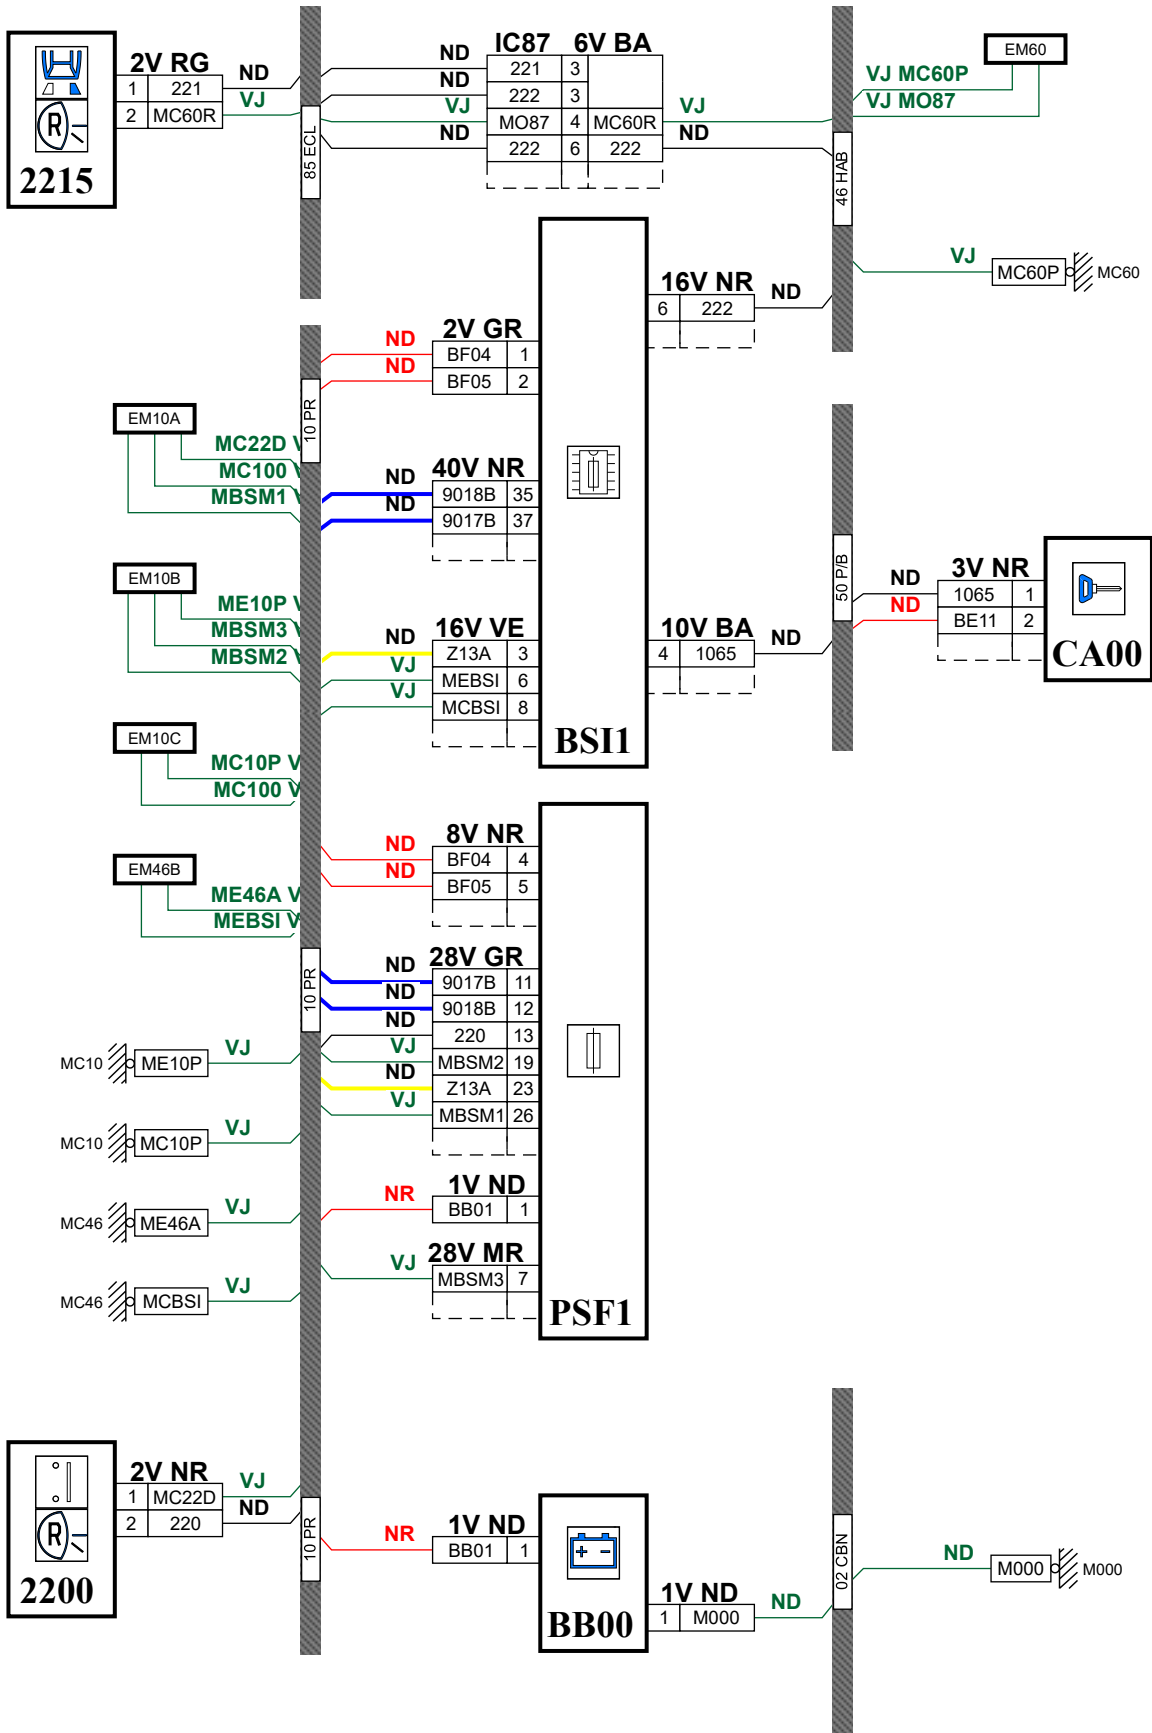 2V RG
1 221 ND
2 MC60R VJ
2215
85 ECL
IC87 6V BA
ND 221 3
ND 222 3
VJ MO87 4 MC60R VJ
ND 222 6 222 ND
46 HAB
EM60
VJ MC60P
VJ MO87
VJ MC60P MC60
16V NR
6 222 ND
2V GR
ND BF04 1
ND BF05 2
10 PR
EM10A
MC22D V
MC100 V
MBSM1 V
40V NR
ND 9018B 35
ND 9017B 37
EM10B
ME10P V
MBSM3 V
MBSM2 V
16V VE
ND Z13A 3
VJ MEBSI 6
VJ MCBSI 8
BSI1
10V BA
4 1065 ND
50 P/B
3V NR
ND 1065 1
ND BE11 2
CA00
EM10C
MC10P V
MC100 V
8V NR
ND BF04 4
ND BF05 5
EM46B
ME46A V
MEBSI V
10 PR
28V GR
ND 9017B 11
ND 9018B 12
ND 220 13
VJ MBSM2 19
ND Z13A 23
VJ MBSM1 26
MC10 ME10P VJ
MC10 MC10P VJ
MC46 ME46A VJ
MC46 MCBSI VJ
1V ND
NR BB01 1
28V MR
VJ MBSM3 7
PSF1
2V NR
1 MC22D VJ
2 220 ND
2200
10 PR
1V ND
NR BB01 1
BB00
1V ND
1 M000 ND
02 CBN
ND M000 M000